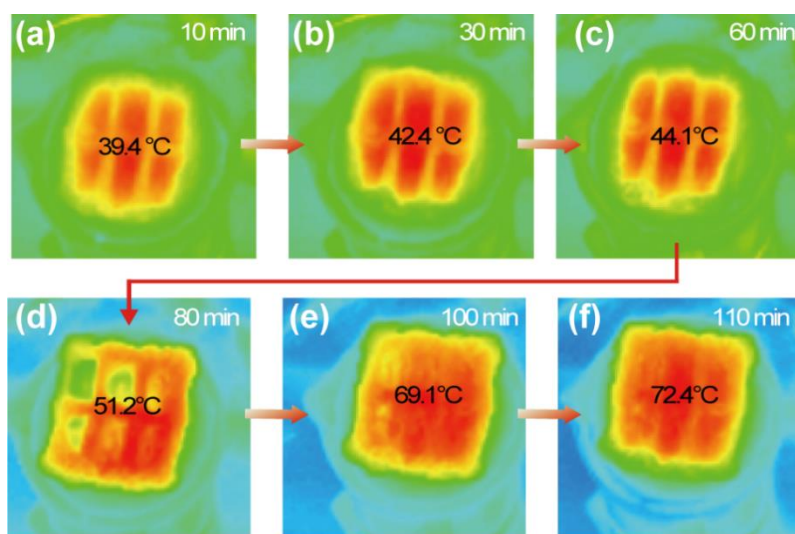 (a) 10 min
39.4 °C
(b) 30 min
42.4 °C
(c) 60 min
44.1 °C
(d) 80 min
51.2°C
(e) 100 min
69.1°C
(f) 110 min
72.4°C